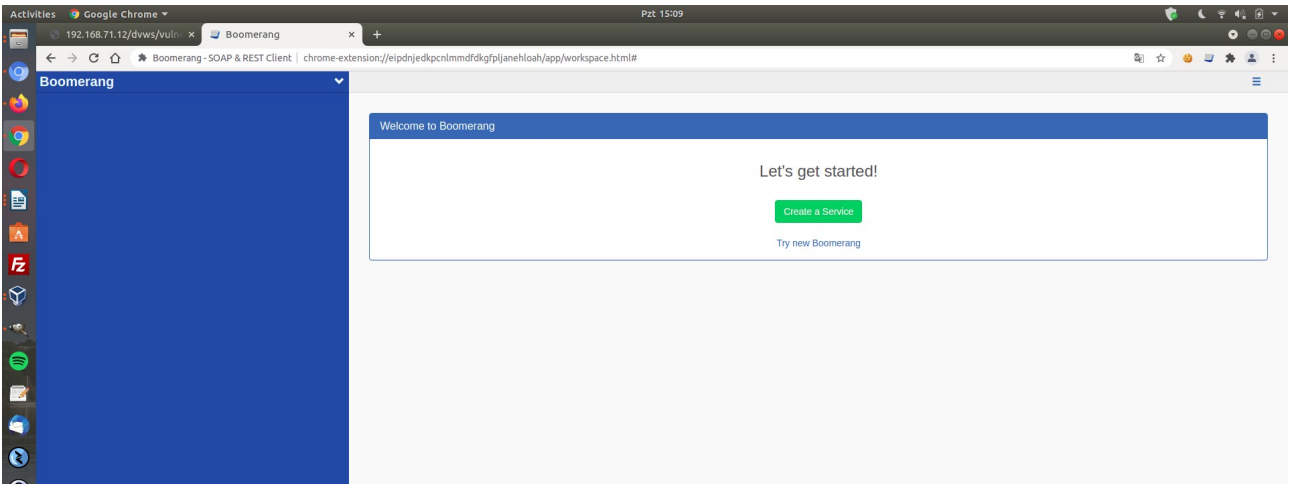 Activities Google Chrome Pzt 15:09
192.168.71.12/dvws/vuln Boomerang
Boomerang - SOAP & REST Client | chrome-extension://eipdnjedkpcnlmmdfdkgfpljanehloah/app/workspace.html#
Boomerang
Welcome to Boomerang
Let's get started!
Create a Service
Try new Boomerang